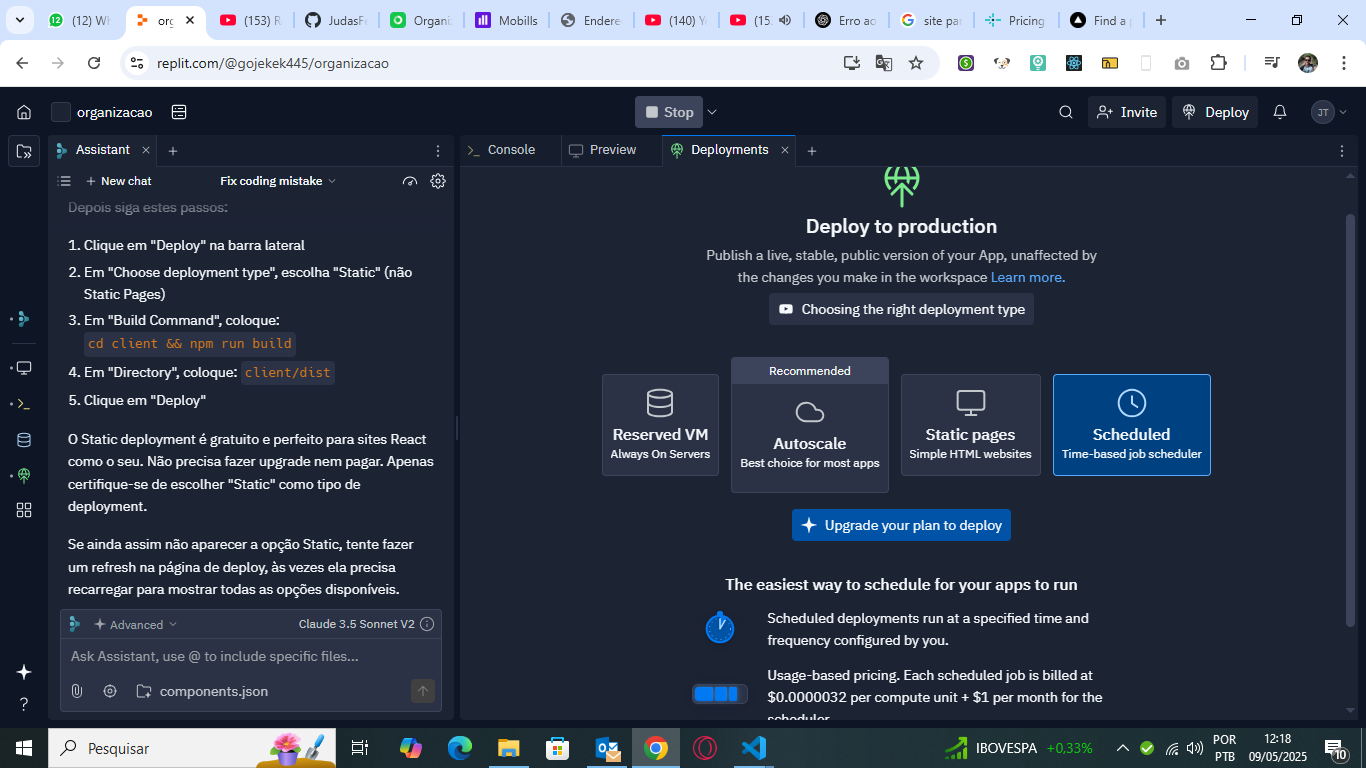 (12) Wh
org
(153) R
JudasFe
Organi
Mobills
Endere
(140) Y
(15
Erro ao
site par
Pricing
Find a p
replit.com/@gojekek445/organizacao
organizacao
Stop
Invite
Deploy
JT
Assistant
Console
Preview
Deployments
New chat
Fix coding mistake
Depois siga estes passos:
1. Clique em "Deploy" na barra lateral
2. Em "Choose deployment type", escolha "Static" (não
Static Pages)
3. Em "Build Command", coloque:
cd client && npm run build
4. Em "Directory", coloque: client/dist
5. Clique em "Deploy"
O Static deployment é gratuito e perfeito para sites React
como o seu. Não precisa fazer upgrade nem pagar. Apenas
certifique-se de escolher "Static" como tipo de
deployment.
Se ainda assim não aparecer a opção Static, tente fazer
um refresh na página de deploy, às vezes ela precisa
recarregar para mostrar todas as opções disponíveis.
Advanced
Claude 3.5 Sonnet V2
Ask Assistant, use @ to include specific files...
components.json
Deploy to production
Publish a live, stable, public version of your App, unaffected by
the changes you make in the workspace Learn more.
Choosing the right deployment type
Reserved VM
Always On Servers
Recommended
Autoscale
Best choice for most apps
Static pages
Simple HTML websites
Scheduled
Time-based job scheduler
Upgrade your plan to deploy
The easiest way to schedule for your apps to run
Scheduled deployments run at a specified time and
frequency configured by you.
Usage-based pricing. Each scheduled job is billed at
$0.0000032 per compute unit + $1 per month for the
scheduler.
Pesquisar
IBOVESPA +0,33%
POR
PTB
12:18
09/05/2025
10